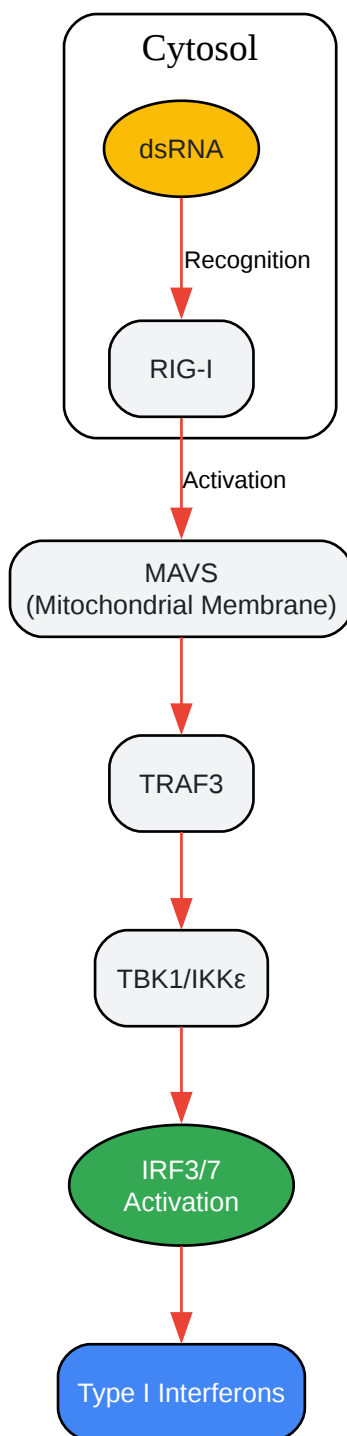 Cytosol
dsRNA
Recognition
RIG-I
Activation
MAVS
(Mitochondrial Membrane)
TRAF3
TBK1/IKKε
IRF3/7
Activation
Type I Interferons